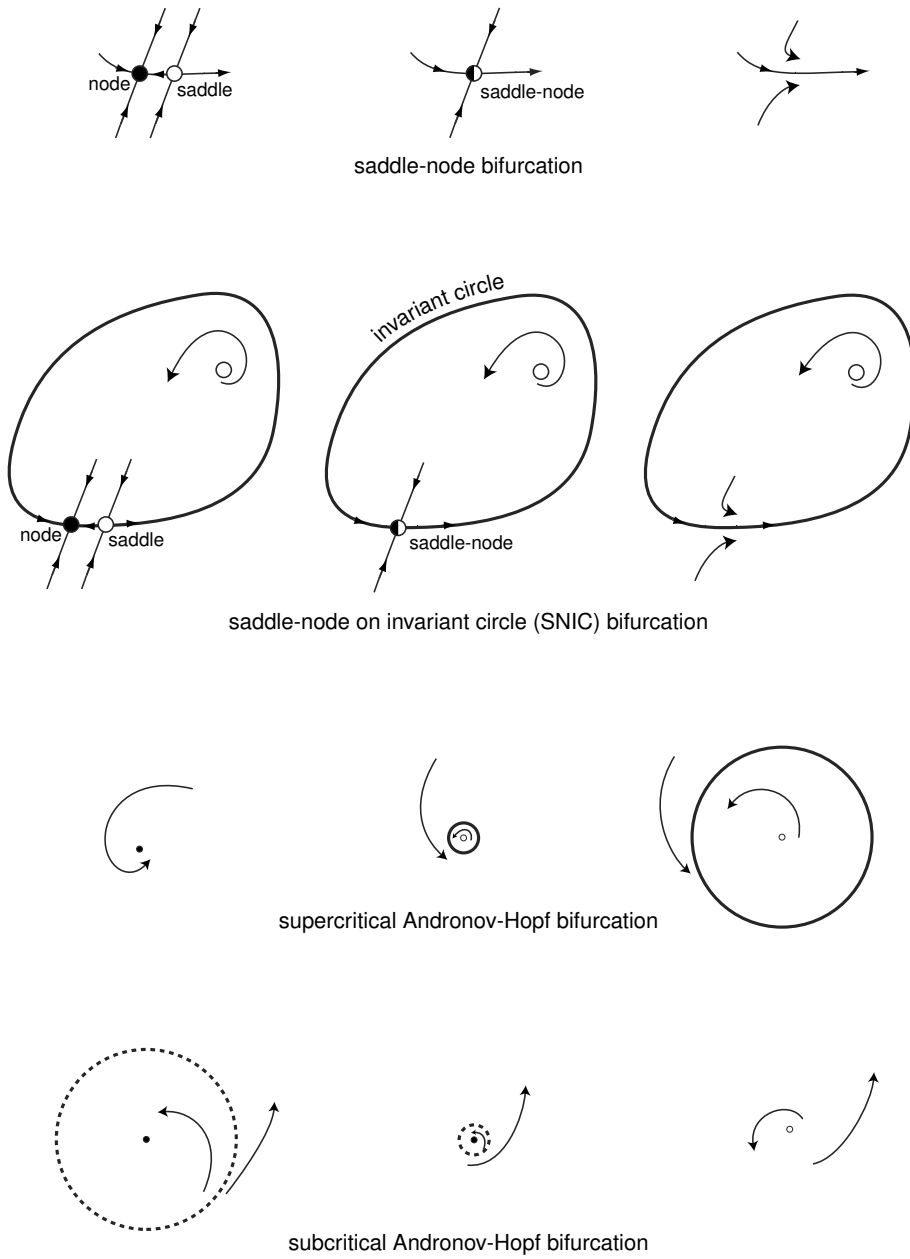 node
saddle
saddle-node
saddle-node bifurcation
invariant circle
node
saddle
saddle-node
saddle-node on invariant circle (SNIC) bifurcation
supercritical Andronov-Hopf bifurcation
subcritical Andronov-Hopf bifurcation